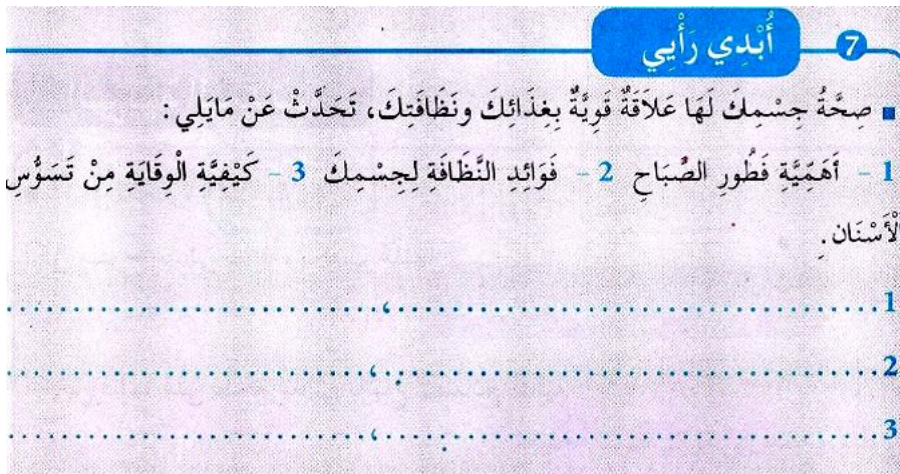 7 أُبْدِي رَأْيِي
■ صِحَّةُ جِسْمِكَ لَهَا عَلاَقَةٌ قَوِيَّةٌ بِغِذَائِكَ ونَظَافَتِكَ، تَحَدَّثْ عَنْ مَايَلِي :
1 - أَهَمِّيَّةِ فَطُورِ الصَّبَاحِ 2 - فَوَائِدِ النَّظَافَةِ لِجِسْمِكَ 3 - كَيْفِيَّةِ الْوِقَايَةِ مِنْ تَسَوُّسِ
الْأَسْنَانِ .
1......................................،.....................................
2......................................،.....................................
3......................................،.....................................